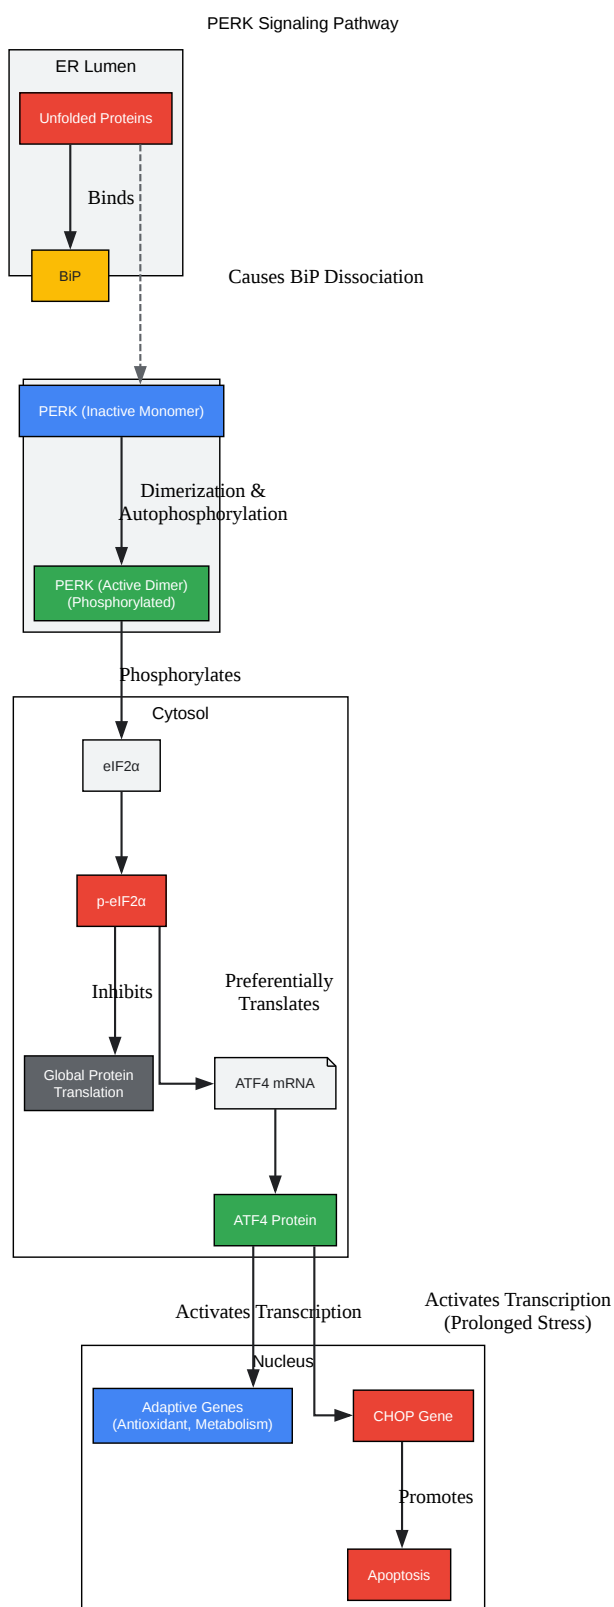 PERK Signaling Pathway
ER Lumen
Unfolded Proteins
Binds
BiP
Causes BiP Dissociation
PERK (Inactive Monomer)
Dimerization &
Autophosphorylation
PERK (Active Dimer)
(Phosphorylated)
Phosphorylates
Cytosol
eIF2α
p-eIF2α
Inhibits
Preferentially
Translates
Global Protein
Translation
ATF4 mRNA
ATF4 Protein
Activates Transcription
Activates Transcription
(Prolonged Stress)
Nucleus
Adaptive Genes
(Antioxidant, Metabolism)
CHOP Gene
Promotes
Apoptosis